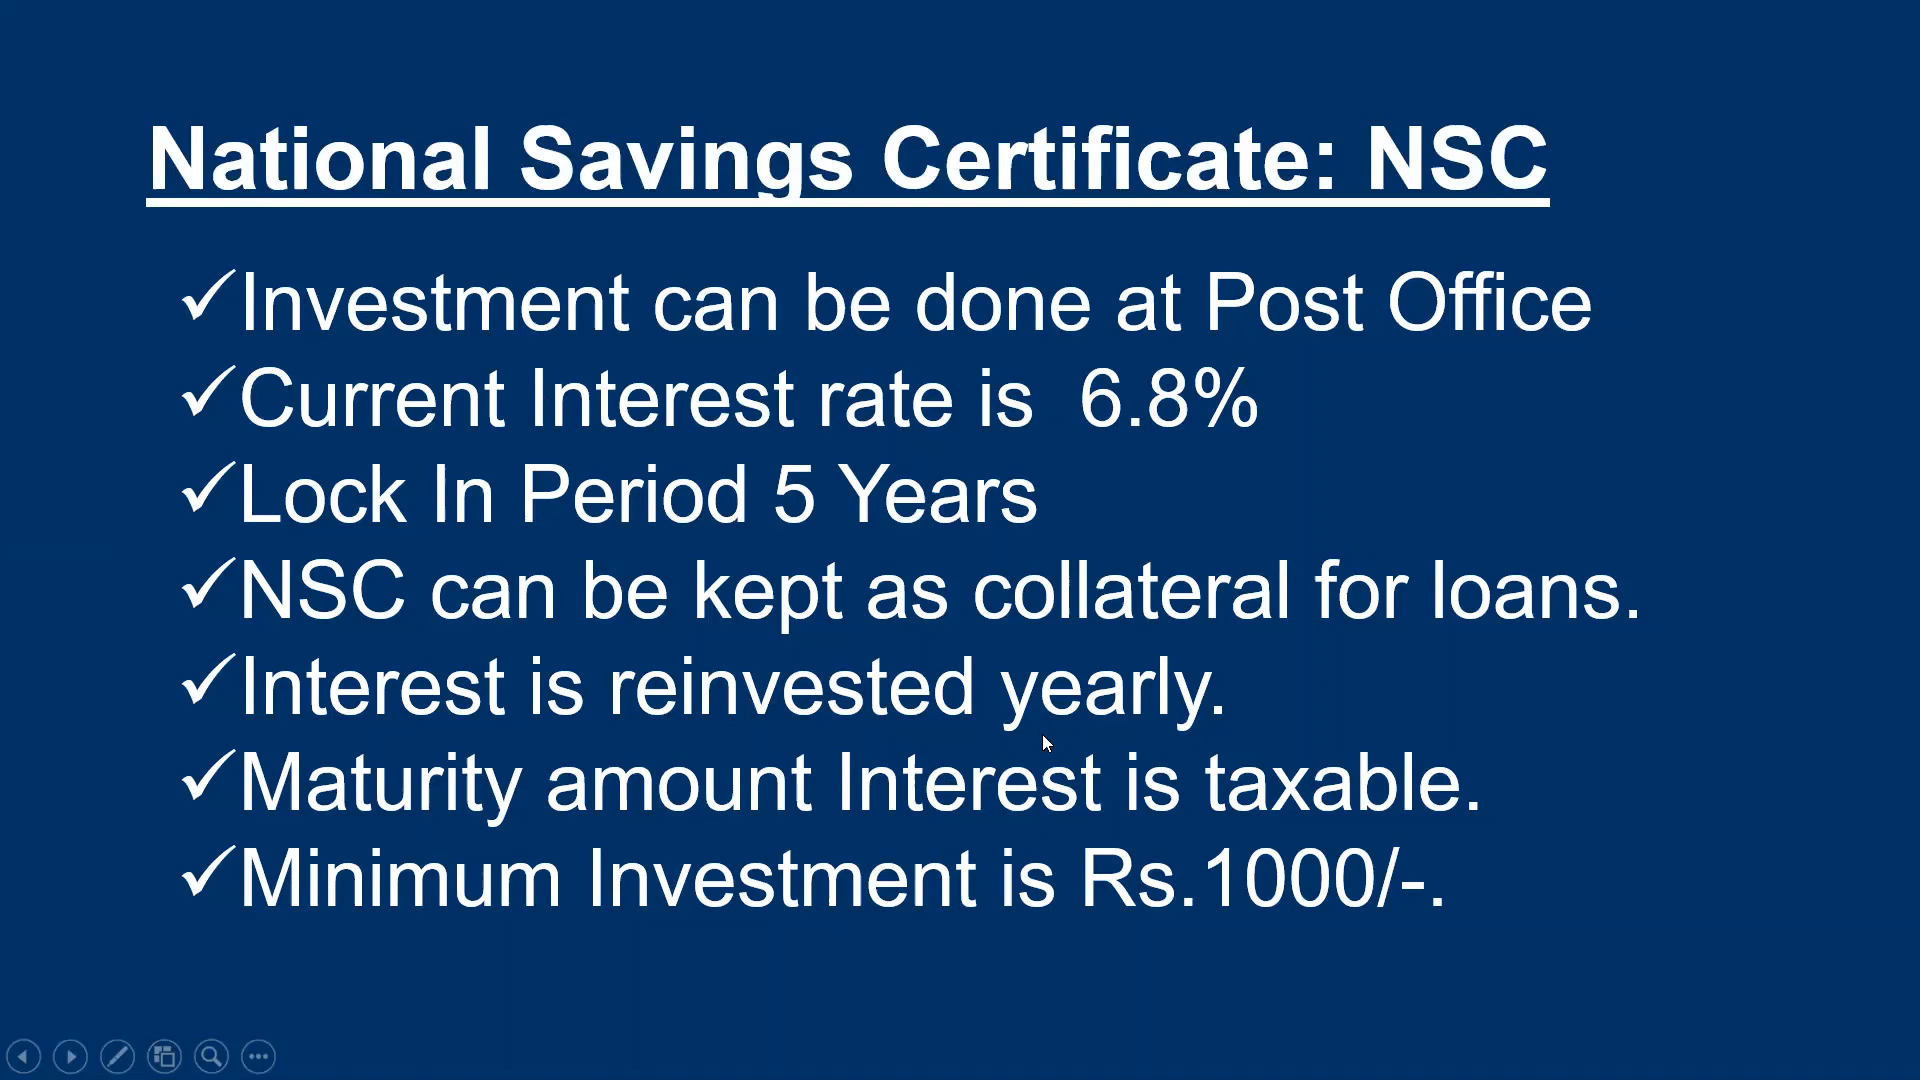 National Savings Certificate: NSC
✓Investment can be done at Post Office
✓Current Interest rate is  6.8%
✓Lock In Period 5 Years
✓NSC can be kept as collateral for loans.
✓Interest is reinvested yearly.
✓Maturity amount Interest is taxable.
✓Minimum Investment is Rs.1000/-.